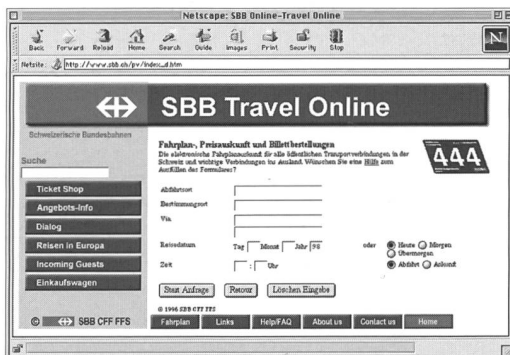 Netscape: SBB Online-Travel Online
Back Forward Reload Home Search Guide Images Print Security Stop
N
Netsite: http://www.sbb.ch/pv/index_d.htm
SBB Travel Online
Schweizerische Bundesbahnen
Suche
Ticket Shop
Angebots-Info
Dialog
Reisen in Europa
Incoming Guests
Einkaufswagen
© SBB CFF FFS
Fahrplan-, Preisauskunft und Billettbestellungen
Die elektronische Fahrplanauskunft für alle öffentlichen Transportverbindungen in der
Schweiz und wichtige Verbindungen ins Ausland. Wünschen Sie eine Hilfe zum
Ausfüllen des Formulares?
444
Abfahrtsort
Bestimmungsort
Via
Reisedatum Tag Monat Jahr 98 oder Heute Morgen
Übermorgen
Zeit : Uhr Abfahrt Ankunft
Start Anfrage Retour Löschen Eingabe
© 1996 SBB CFF FFS
Fahrplan Links Help/FAQ About us Contact us Home